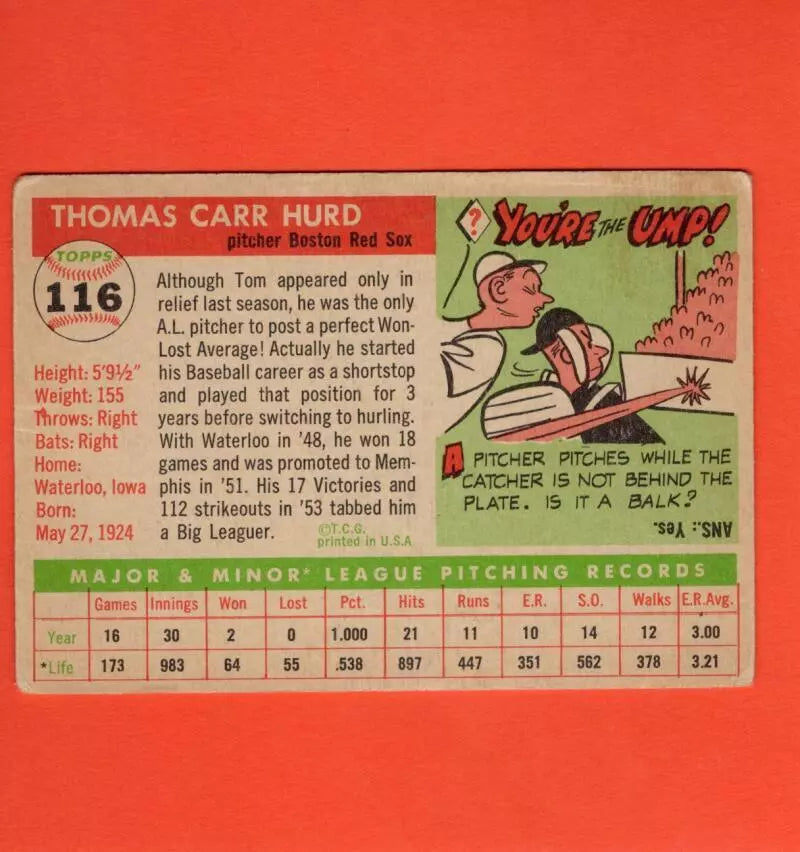 THOMAS CARR HURD
pitcher Boston Red Sox
TOPPS
116
Height: 5'9½"
Weight: 155
Throws: Right
Bats: Right
Home:
Waterloo, Iowa
Born:
May 27, 1924
Although Tom appeared only in
relief last season, he was the only
A.L. pitcher to post a perfect Won-
Lost Average! Actually he started
his Baseball career as a shortstop
and played that position for 3
years before switching to hurling.
With Waterloo in '48, he won 18
games and was promoted to Mem-
phis in '51. His 17 Victories and
112 strikeouts in '53 tabbed him
a Big Leaguer.
©T.C.G.
printed in U.S.A
? YOU'RE THE UMP!
A PITCHER PITCHES WHILE THE
CATCHER IS NOT BEHIND THE
PLATE. IS IT A BALK?
ANS.: Yes.
MAJOR & MINOR* LEAGUE PITCHING RECORDS
Games Innings Won Lost Pct. Hits Runs E.R. S.O. Walks E.R.Avg.
Year 16 30 2 0 1.000 21 11 10 14 12 3.00
*Life 173 983 64 55 .538 897 447 351 562 378 3.21